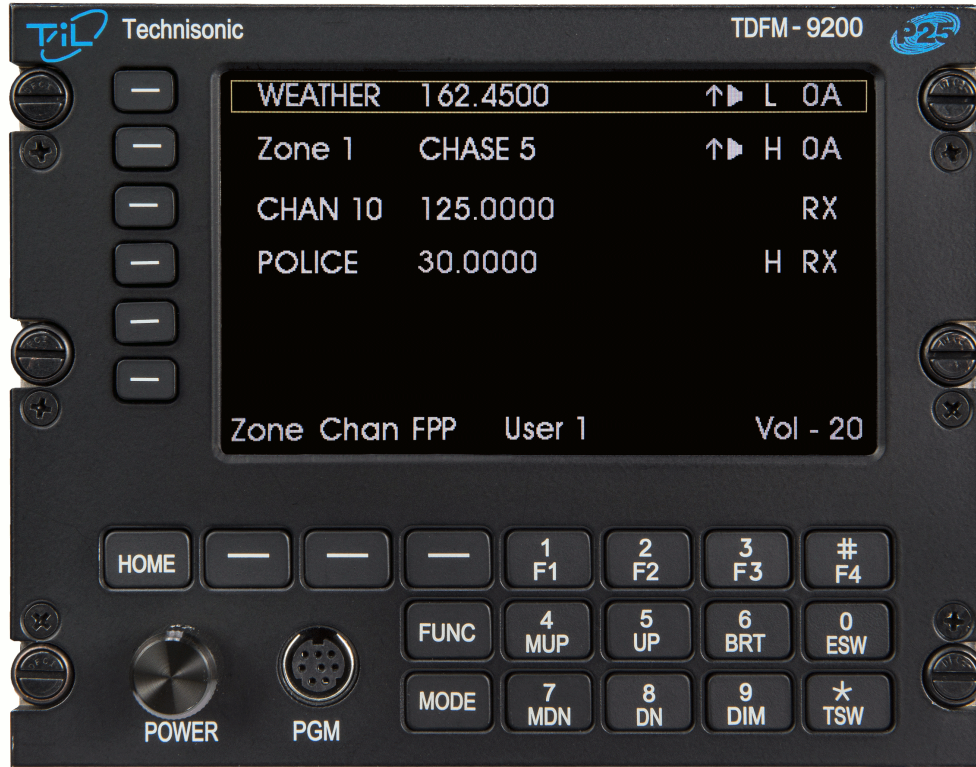 TiL Technisonic TDFM - 9200 P25
WEATHER 162.4500 ↑ L 0A
Zone 1 CHASE 5 ↑ H 0A
CHAN 10 125.0000 RX
POLICE 30.0000 H RX
Zone Chan FPP User 1 Vol - 20
HOME
1
F1
2
F2
3
F3
#
F4
FUNC
4
MUP
5
UP
6
BRT
0
ESW
MODE
7
MDN
8
DN
9
DIM
*
TSW
POWER
PGM